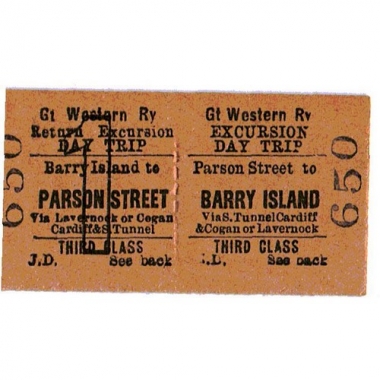 650
Gt Western Ry
Return Excursion
DAY TRIP
Barry Island to
PARSON STREET
Via Lavernock or Cogan
Cardiff & S. Tunnel
THIRD CLASS
J.D. See back
Gt Western Ry
EXCURSION
DAY TRIP
Parson Street to
BARRY ISLAND
Via S. Tunnel Cardiff
& Cogan or Lavernock
THIRD CLASS
J.D. See back
650